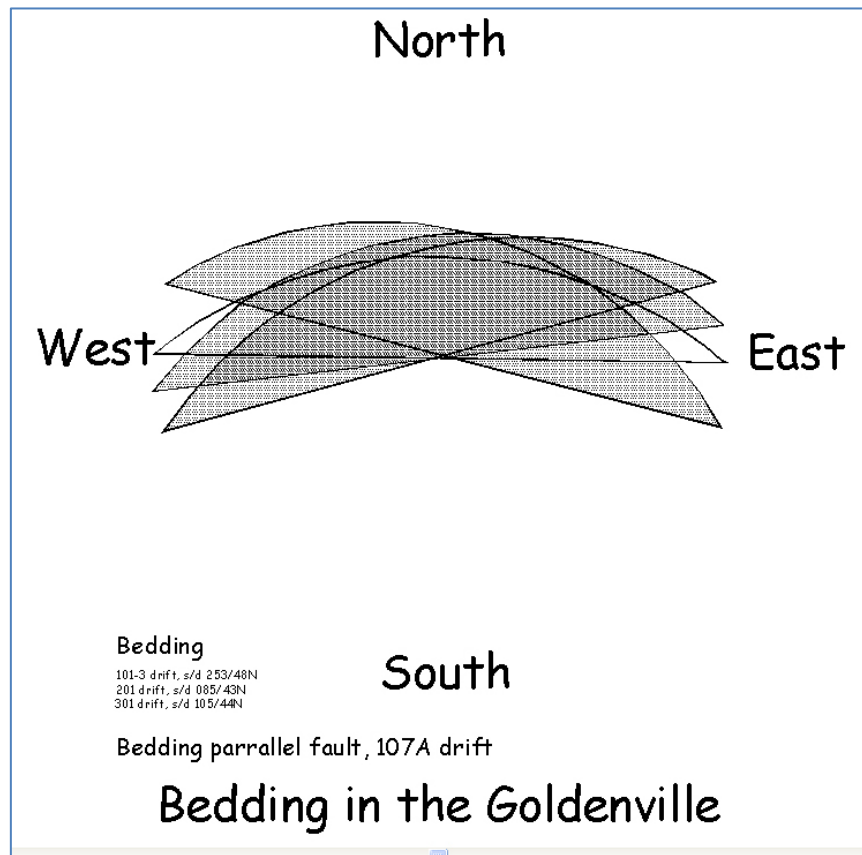 North
West
East
South
Bedding
101-3 drift, s/d 253/48N
201 drift, s/d 085/43N
301 drift, s/d 105/44N
Bedding parrallel fault, 107A drift
Bedding in the Goldenville